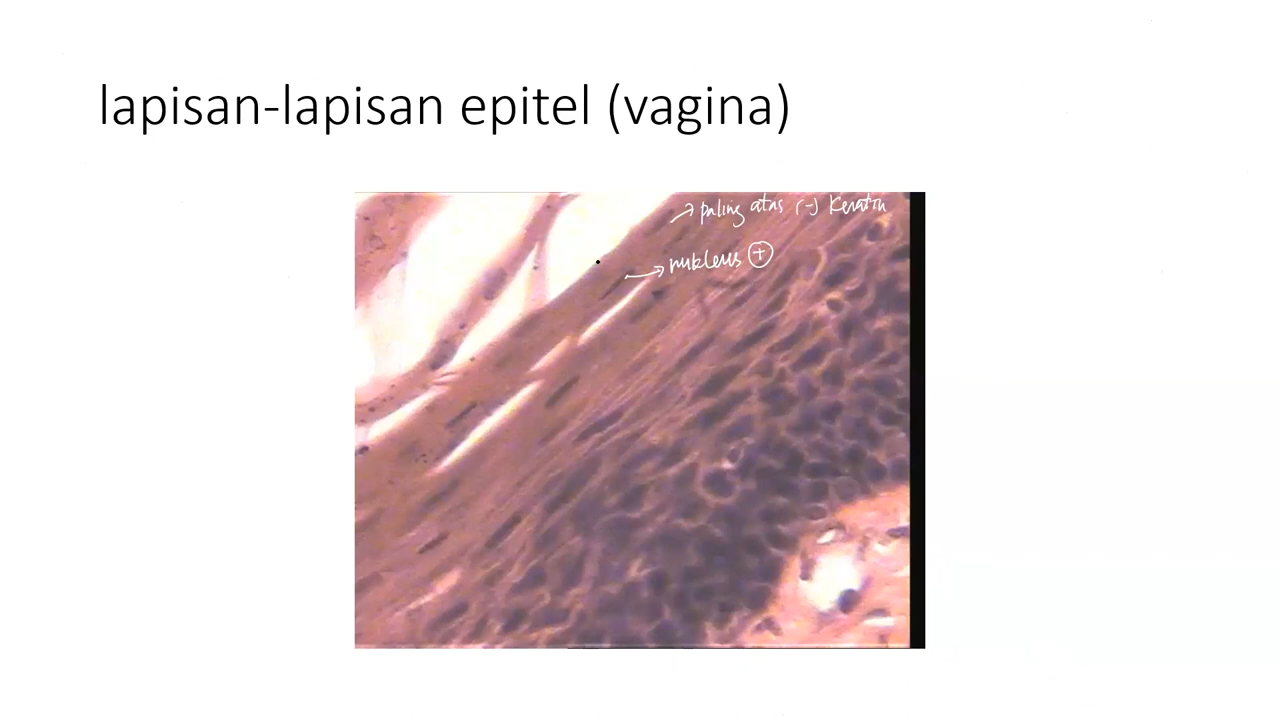 lapisan-lapisan epitel (vagina)
→ paling atas (-) keratin
→ nukleus ⊕